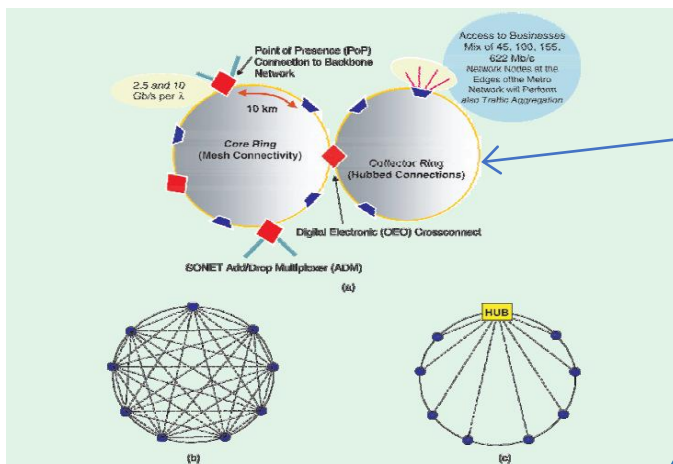 Point of Presence (PoP)
Connection to Backbone
Network
Access to Businesses
Mix of 45, 100, 155,
622 Mb/s
Network Nodes at the
Edges of the Metro
Network will Perform
also Traffic Aggregation
2.5 and 10
Gb/s per λ
10 km
Core Ring
(Mesh Connectivity)
Collector Ring
(Hubbed Connections)
Digital Electronic (OEO) Crossconnect
SONET Add/Drop Multiplexer (ADM)
(a)
HUB
(b)
(c)